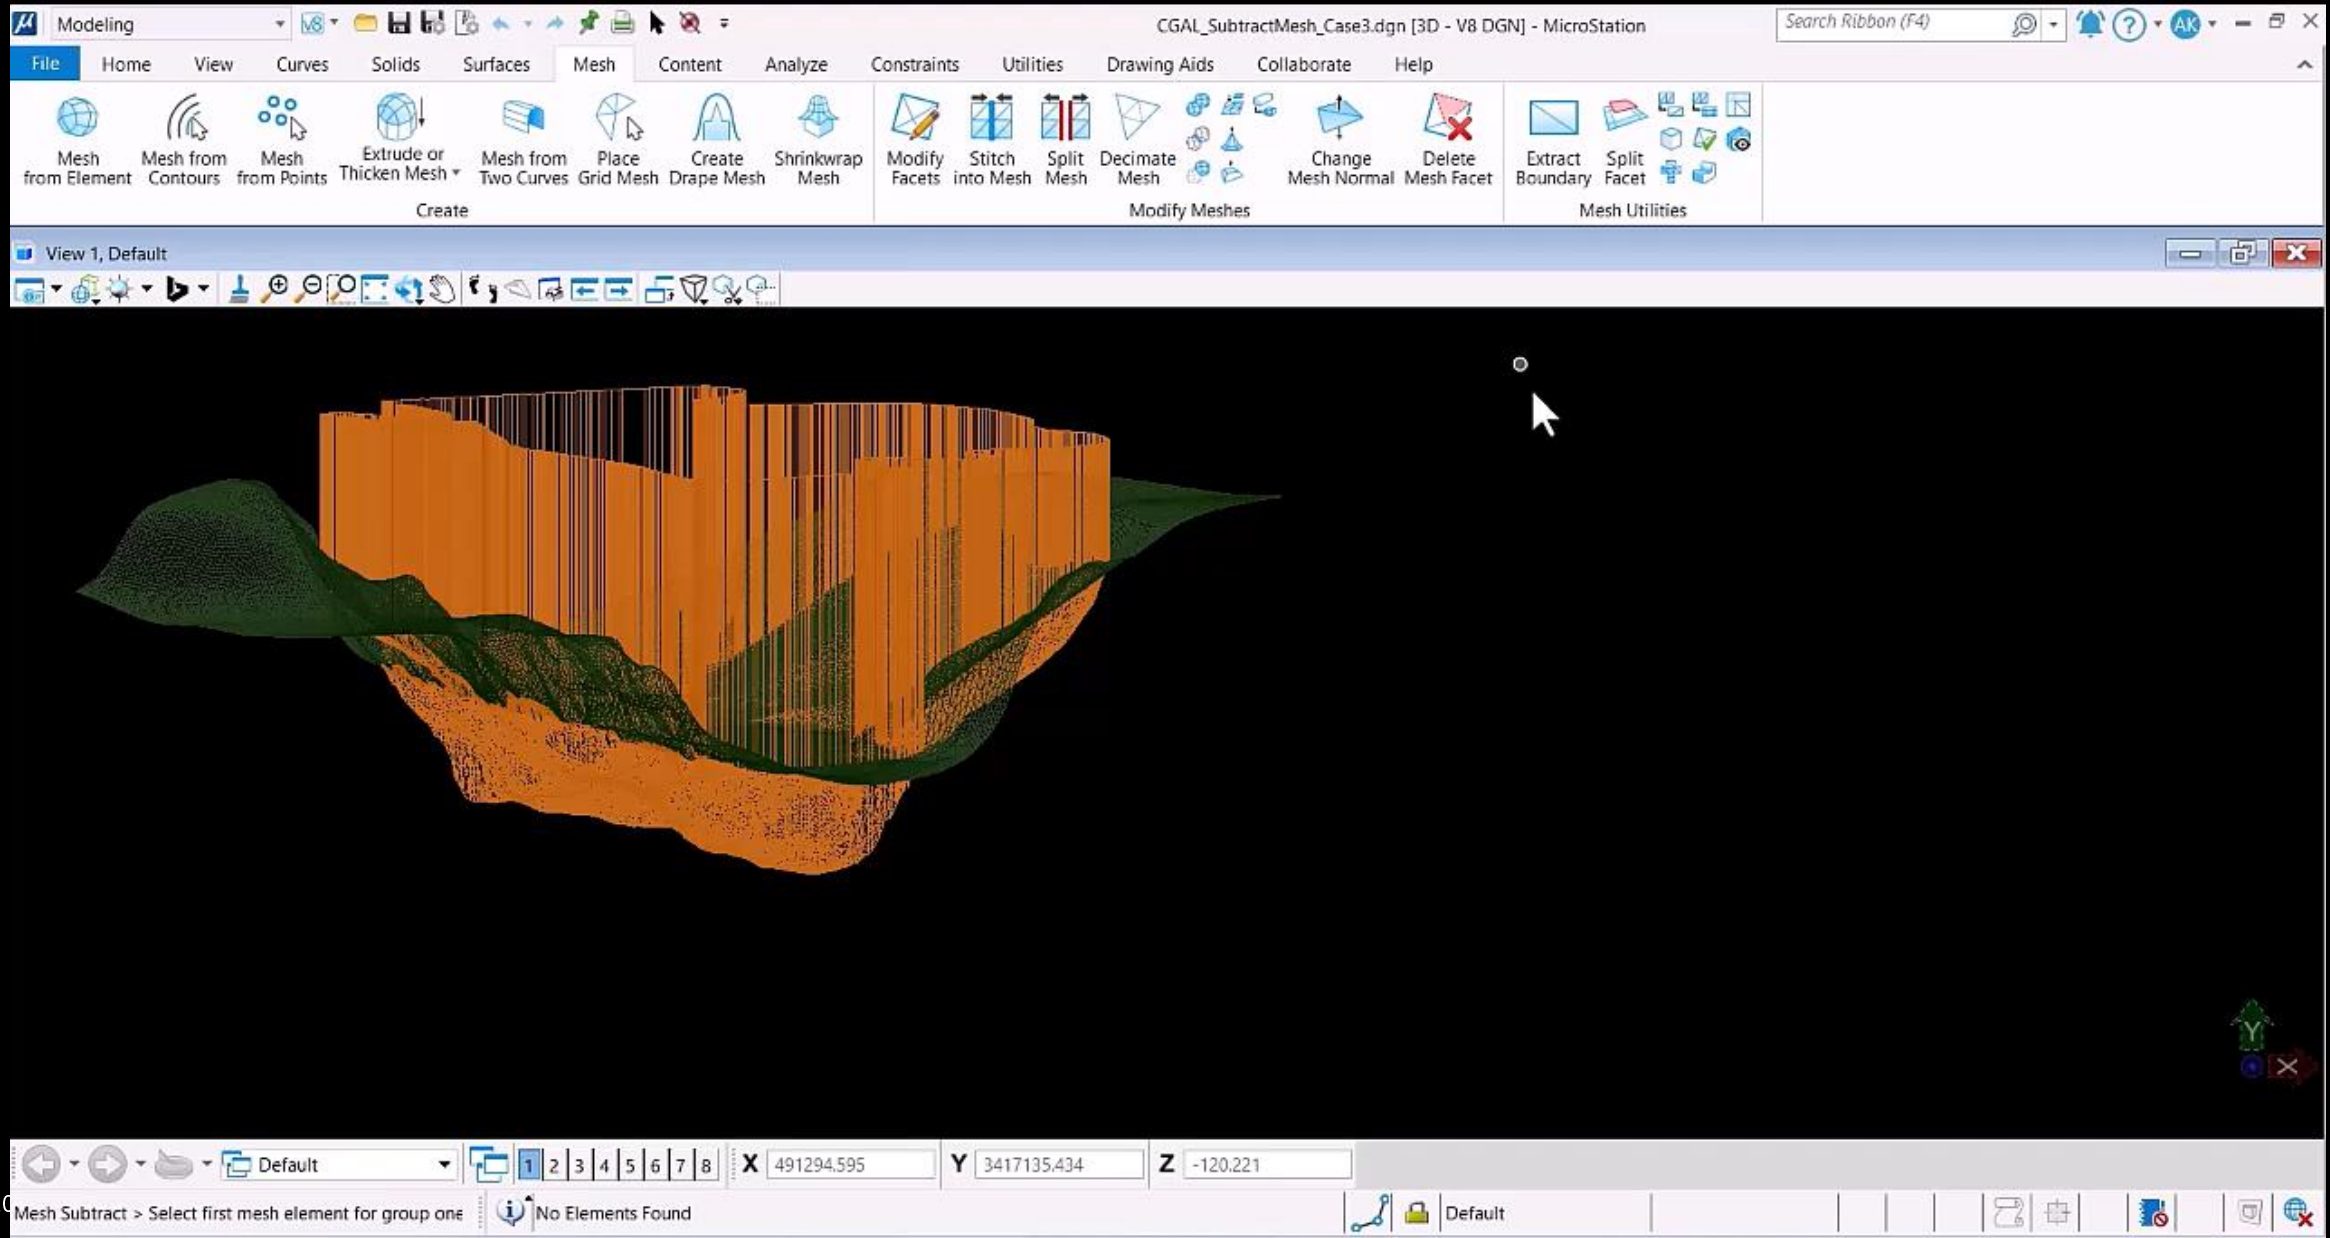 Modeling
V8
CGAL_SubtractMesh_Case3.dgn [3D - V8 DGN] - MicroStation
Search Ribbon (F4)
AK
File Home View Curves Solids Surfaces Mesh Content Analyze Constraints Utilities Drawing Aids Collaborate Help
Mesh from Element
Mesh from Contours
Mesh from Points
Extrude or Thicken Mesh
Mesh from Two Curves
Place Grid Mesh
Create Drape Mesh
Shrinkwrap Mesh
Modify Facets
Stitch into Mesh
Split Mesh
Decimate Mesh
Change Mesh Normal
Delete Mesh Facet
Extract Boundary
Split Facet
Create Modify Meshes Mesh Utilities
View 1, Default
Y
X
Default 1 2 3 4 5 6 7 8 X 491294.595 Y 3417135.434 Z -120.221
Mesh Subtract > Select first mesh element for group one No Elements Found Default